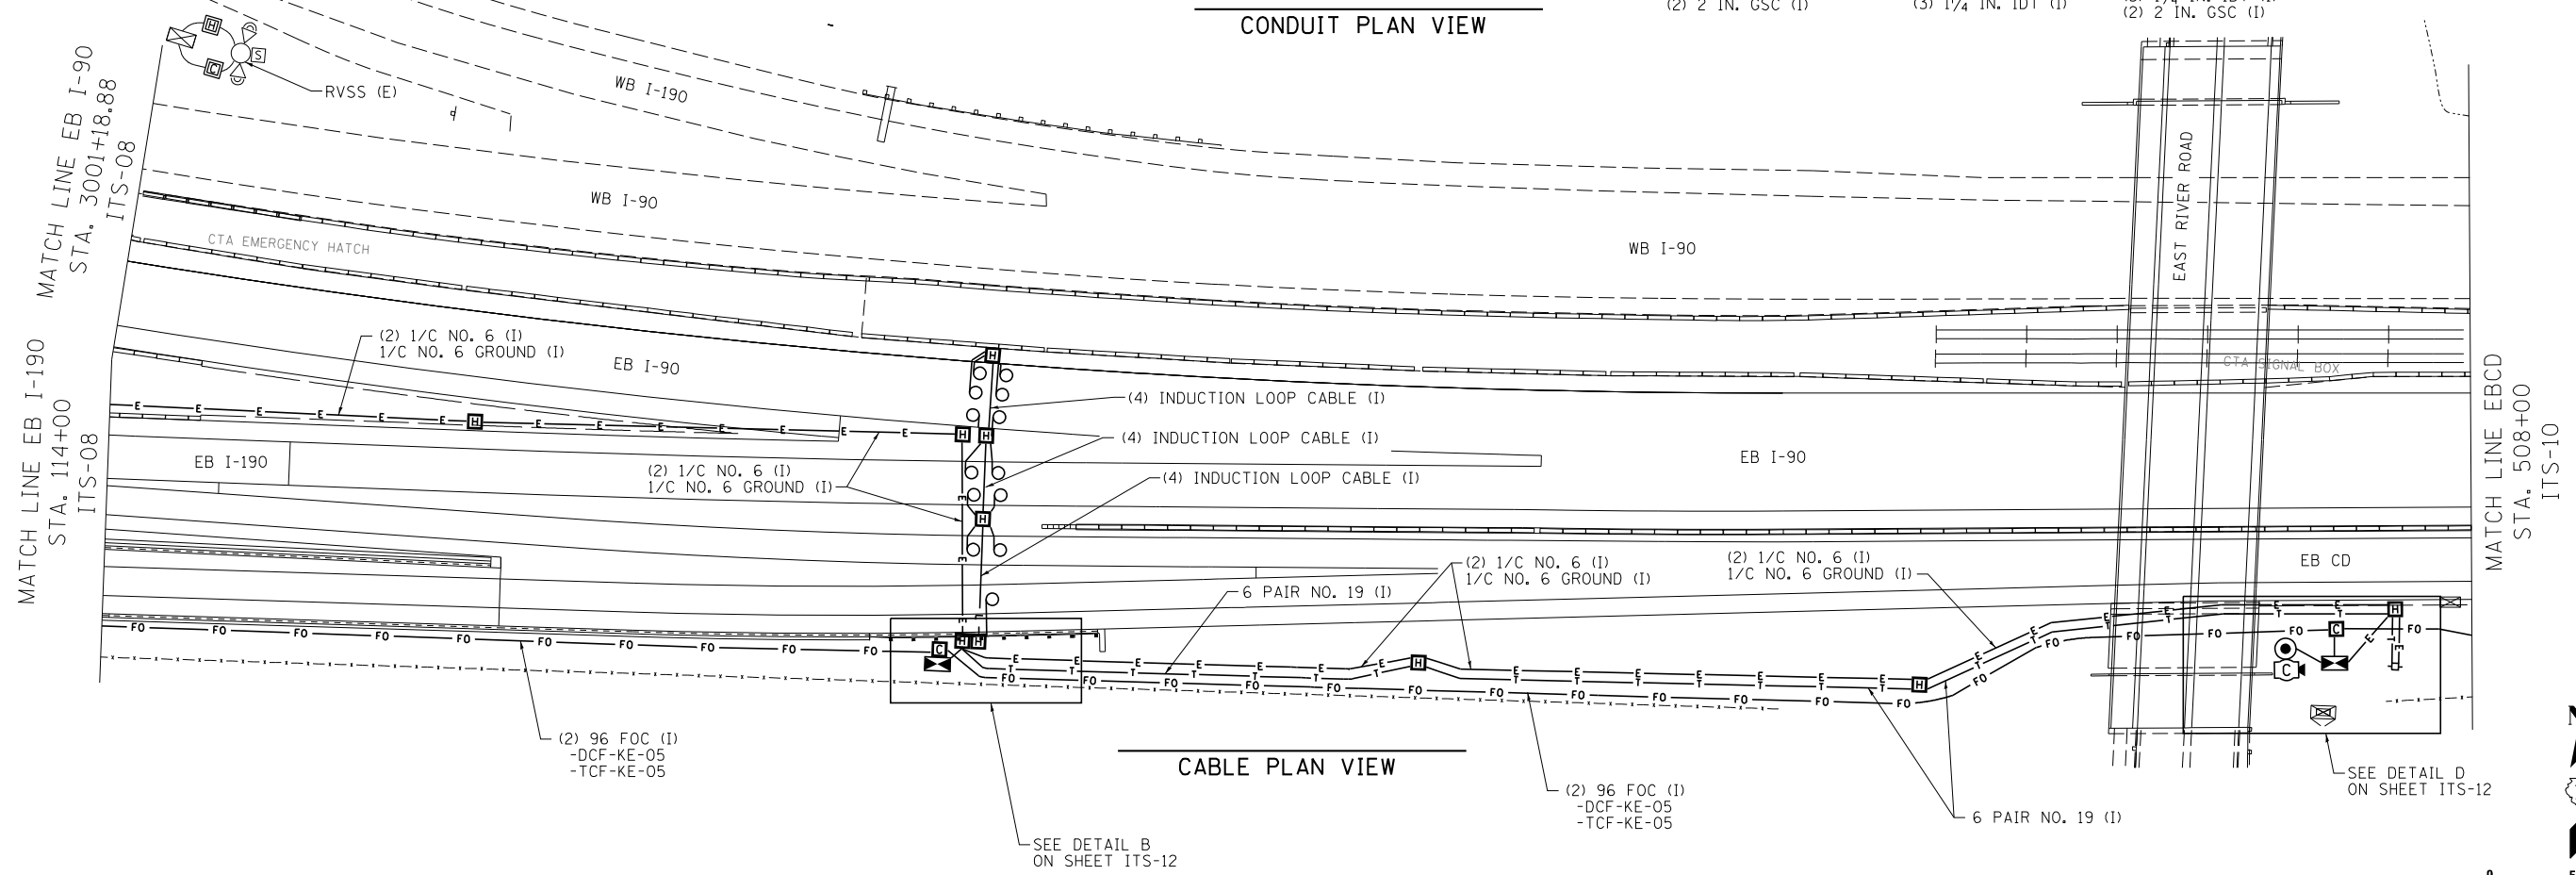 CONDUIT PLAN VIEW
(2) 2 IN. GSC (I)
(3) 1 1/4 IN. IDT (I)
(2) 2 IN. GSC (I)
MATCH LINE EB I-90
STA. 3001+18.88
ITS-08
H
C
S
RVSS (E)
WB I-190
WB I-90
WB I-90
EAST RIVER ROAD
CTA EMERGENCY HATCH
CTA SIGNAL BOX
MATCH LINE EB I-190
STA. 114+00
ITS-08
(2) 1/C NO. 6 (I)
1/C NO. 6 GROUND (I)
EB I-90
(4) INDUCTION LOOP CABLE (I)
(4) INDUCTION LOOP CABLE (I)
(4) INDUCTION LOOP CABLE (I)
EB I-190
(2) 1/C NO. 6 (I)
1/C NO. 6 GROUND (I)
EB I-90
EB CD
MATCH LINE EBCD
STA. 508+00
ITS-10
(2) 1/C NO. 6 (I)
1/C NO. 6 GROUND (I)
(2) 1/C NO. 6 (I)
1/C NO. 6 GROUND (I)
6 PAIR NO. 19 (I)
(2) 96 FOC (I)
-DCF-KE-05
-TCF-KE-05
CABLE PLAN VIEW
(2) 96 FOC (I)
-DCF-KE-05
-TCF-KE-05
6 PAIR NO. 19 (I)
SEE DETAIL D
ON SHEET ITS-12
SEE DETAIL B
ON SHEET ITS-12